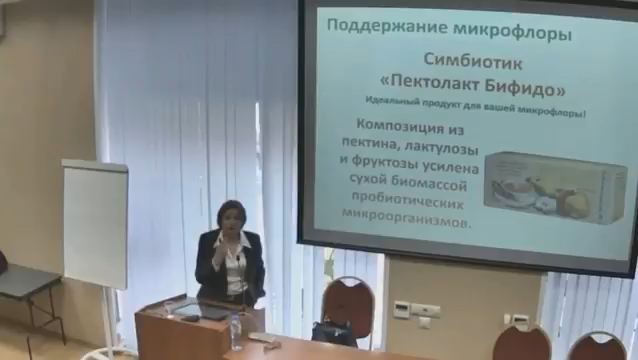 Поддержание микрофлоры
Симбиотик
«Пектолакт Бифидо»
Идеальный продукт для вашей микрофлоры!
Композиция из
пектина, лактулозы
и фруктозы усилена
сухой биомассой
пробиотических
микроорганизмов.